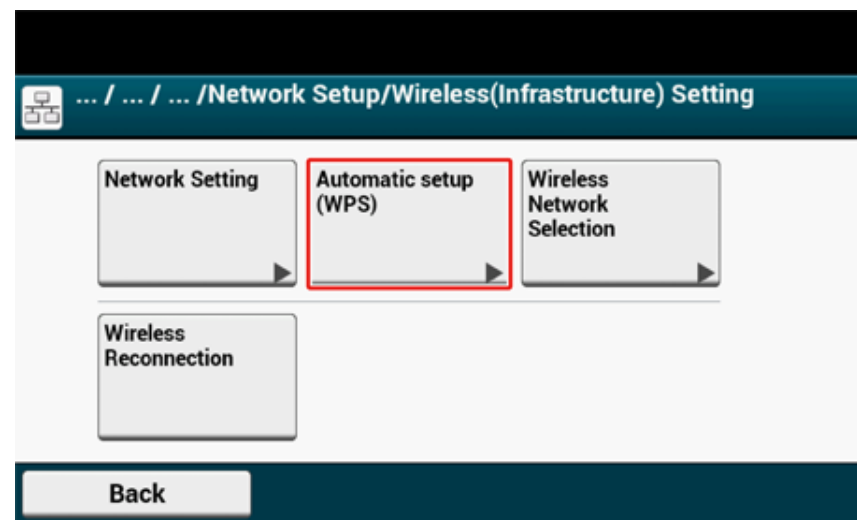 ... / ... / ... /Network Setup/Wireless(Infrastructure) Setting
Network Setting
Automatic setup
(WPS)
Wireless
Network
Selection
Wireless
Reconnection
Back